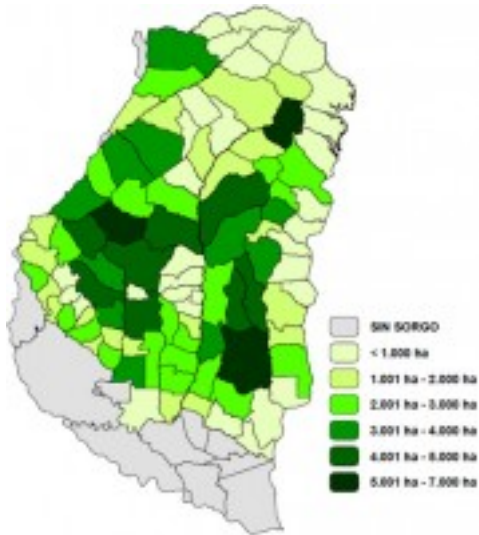 SIN SORGO
< 1.000 ha
1.001 ha - 2.000 ha
2.001 ha - 3.000 ha
3.001 ha - 4.000 ha
4.001 ha - 5.000 ha
5.001 ha - 7.000 ha